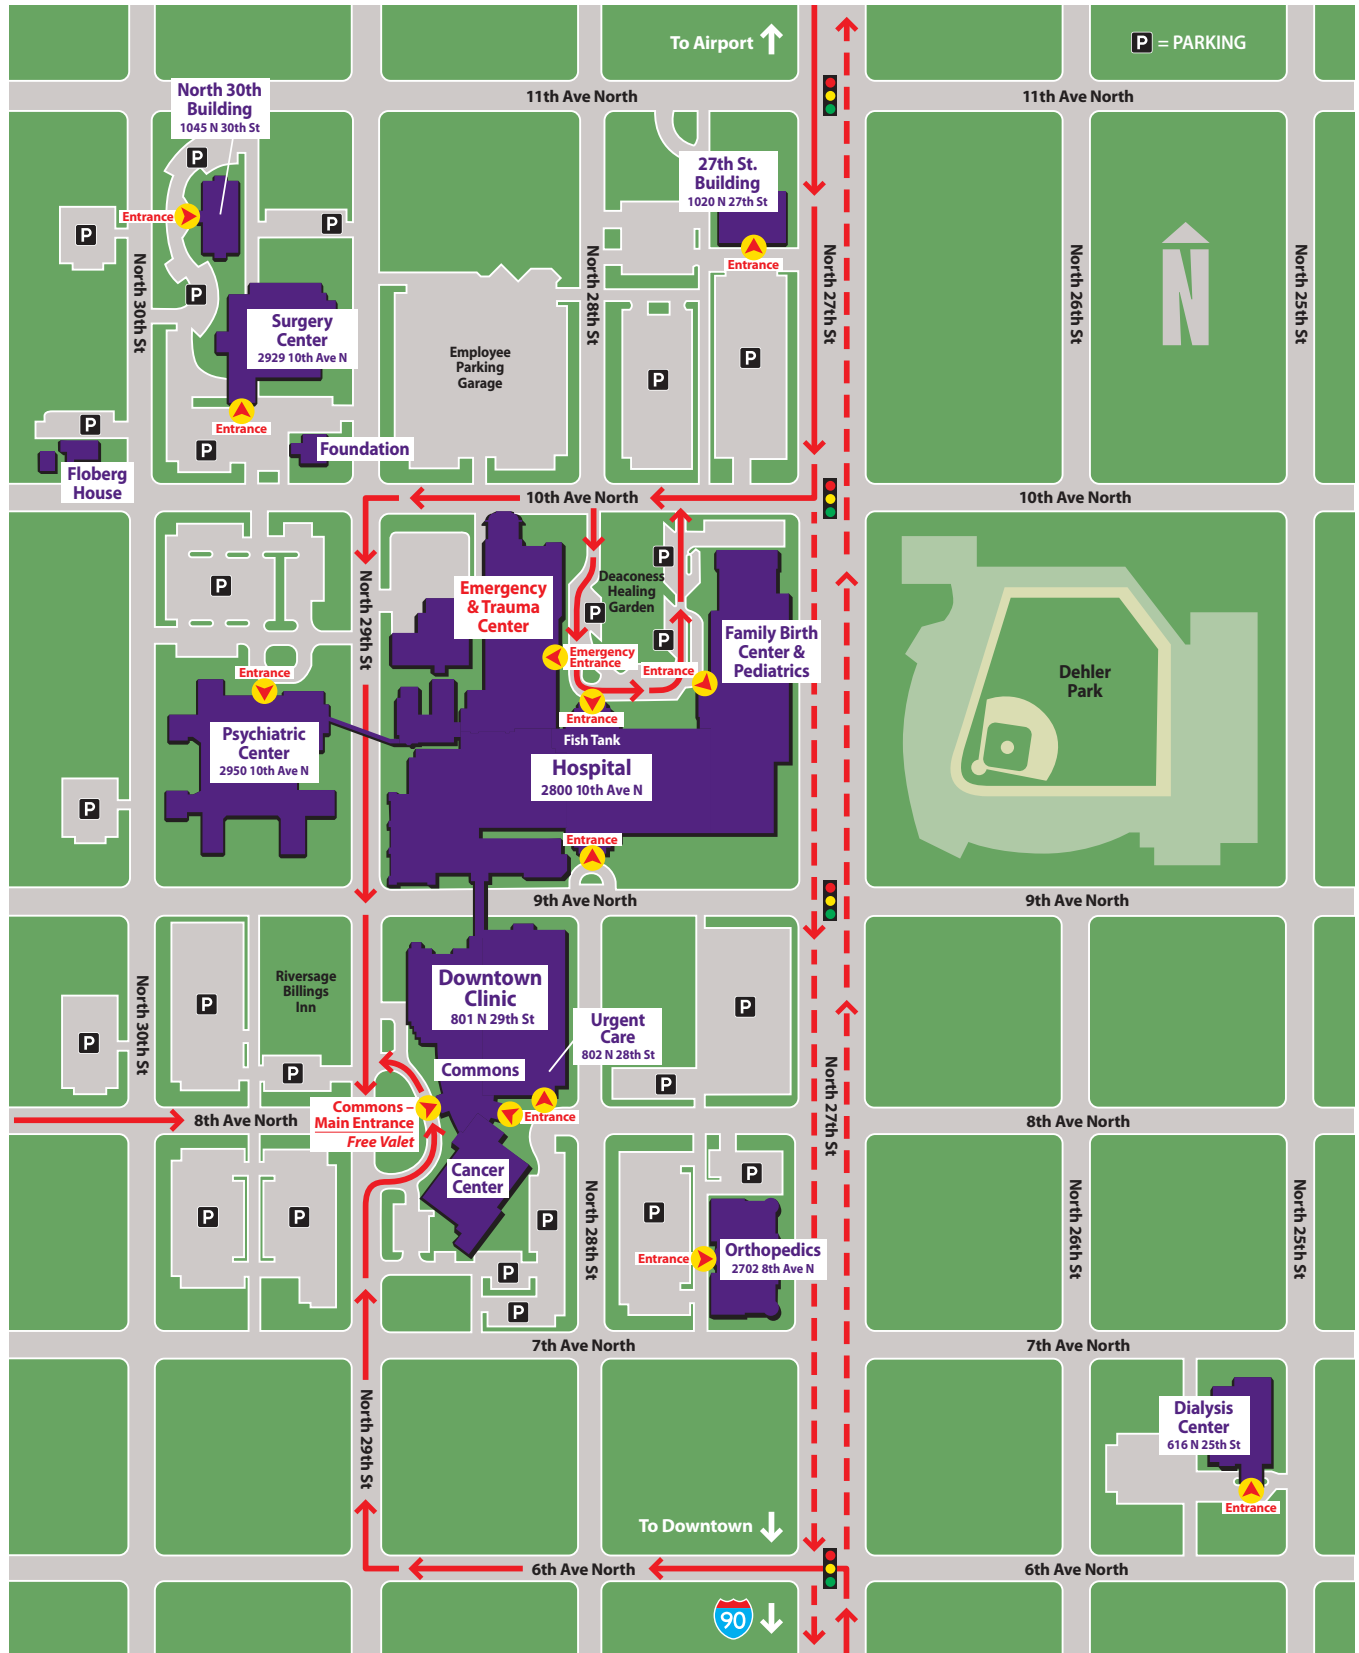 To Airport
P = PARKING
11th Ave North
11th Ave North
North 30th
Building
1045 N 30th St
P
27th St.
Building
1020 N 27th St
Entrance
P
P
Entrance
North 30th St
North 28th St
North 27th St
North 26th St
North 25th St
N
P
Surgery
Center
2929 10th Ave N
Employee
Parking
Garage
P
P
Entrance
P
P
Foundation
Floberg
House
10th Ave North
10th Ave North
P
P
North 29th St
Emergency
& Trauma
Center
Deaconess
Healing
Garden
P
P
Family Birth
Center &
Pediatrics
Emergency
Entrance
Entrance
Entrance
Entrance
Dehler
Park
Psychiatric
Center
2950 10th Ave N
Fish Tank
Hospital
2800 10th Ave N
P
Entrance
9th Ave North
9th Ave North
North 30th St
P
Riversage
Billings
Inn
Downtown
Clinic
801 N 29th St
P
Urgent
Care
802 N 28th St
P
P
Commons
P
North 27th St
8th Ave North
Commons –
Main Entrance
Free Valet
Entrance
8th Ave North
Cancer
Center
P
P
P
P
P
North 28th St
North 26th St
North 25th St
Entrance
Orthopedics
2702 8th Ave N
P
P
7th Ave North
7th Ave North
North 29th St
Dialysis
Center
616 N 25th St
Entrance
To Downtown
6th Ave North
6th Ave North
90